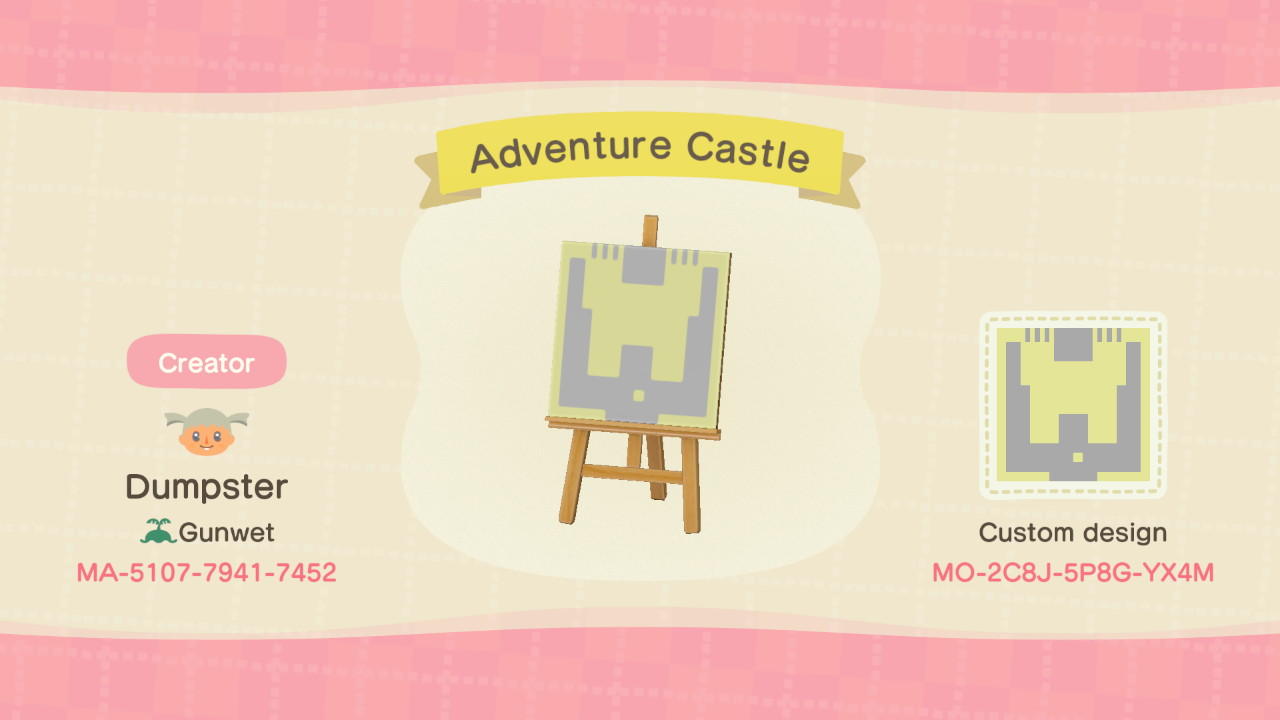 Adventure Castle
Creator
Dumpster
Gunwet
MA-5107-7941-7452
Custom design
MO-2C8J-5P8G-YX4M